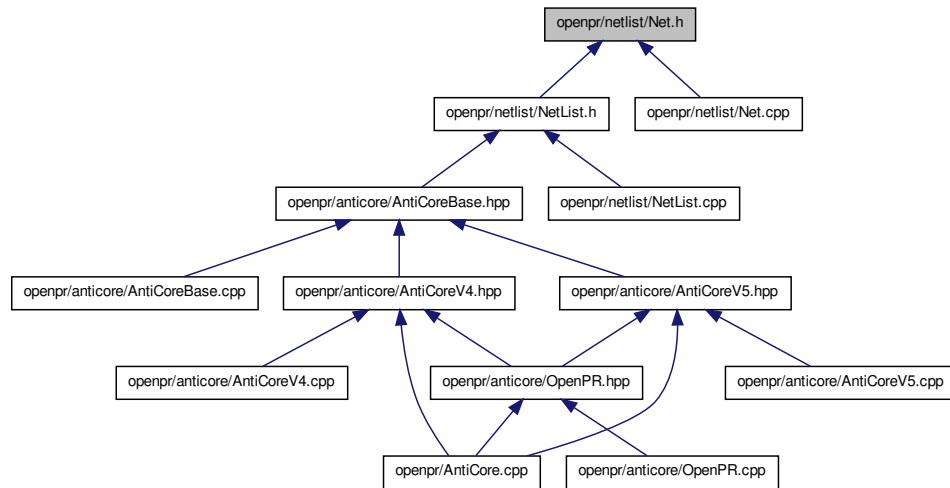 openpr/netlist/Net.h
openpr/netlist/NetList.h
openpr/netlist/Net.cpp
openpr/anticore/AntiCoreBase.hpp
openpr/netlist/NetList.cpp
openpr/anticore/AntiCoreBase.cpp
openpr/anticore/AntiCoreV4.hpp
openpr/anticore/AntiCoreV5.hpp
openpr/anticore/AntiCoreV4.cpp
openpr/anticore/OpenPR.hpp
openpr/anticore/AntiCoreV5.cpp
openpr/AntiCore.cpp
openpr/anticore/OpenPR.cpp